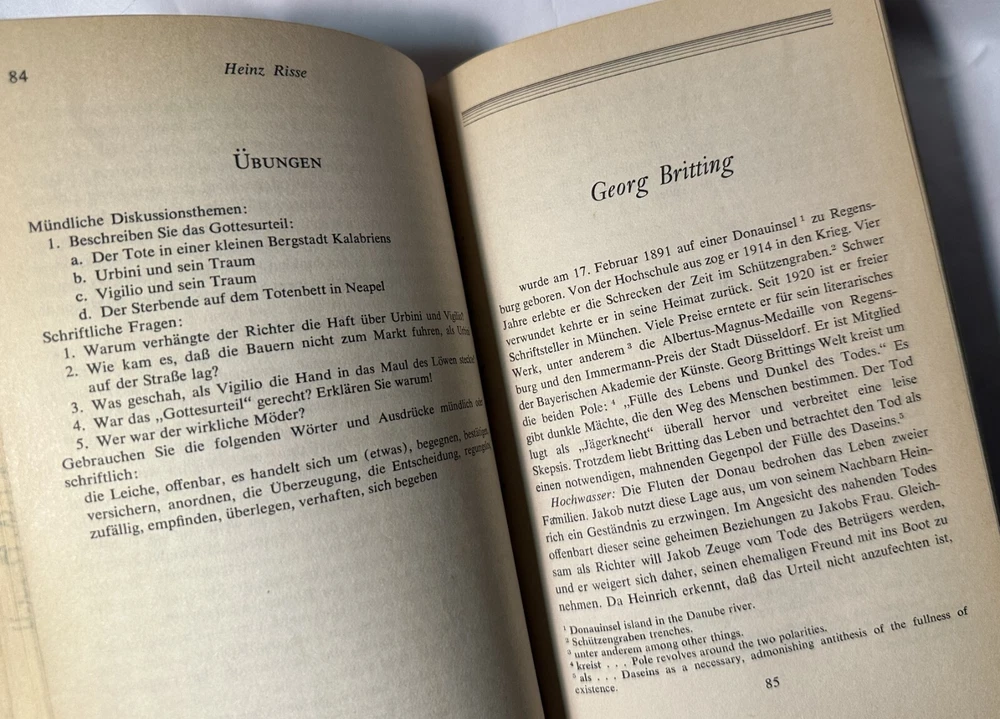 84
Heinz Risse
ÜBUNGEN
Mündliche Diskussionsthemen:
1. Beschreiben Sie das Gottesurteil:
a. Der Tote in einer kleinen Bergstadt Kalabriens
b. Urbini und sein Traum
c. Vigilio und sein Traum
d. Der Sterbende auf dem Totenbett in Neapel
Schriftliche Fragen:
1. Warum verhängte der Richter die Haft über Urbini und Vigilio?
2. Wie kam es, daß die Bauern nicht zum Markt fuhren, als Urbini
auf der Straße lag?
3. Was geschah, als Vigilio die Hand in das Maul des Löwen steckte?
4. War das „Gottesurteil“ gerecht? Erklären Sie warum!
5. Wer war der wirkliche Möder?
Gebrauchen Sie die folgenden Wörter und Ausdrücke mündlich oder
schriftlich:
die Leiche, offenbar, es handelt sich um (etwas), begegnen, bestätigen,
versichern, anordnen, die Überzeugung, die Entscheidung, regungslos,
zufällig, empfinden, überlegen, verhaften, sich begeben
Georg Britting
wurde am 17. Februar 1891 auf einer Donauinsel ¹ zu Regens-
burg geboren. Von der Hochschule aus zog er 1914 in den Krieg. Vier
Jahre erlebte er die Schrecken der Zeit im Schützengraben.² Schwer
verwundet kehrte er in seine Heimat zurück. Seit 1920 ist er freier
Schriftsteller in München. Viele Preise erntete er für sein literarisches
Werk, unter anderem ³ die Albertus-Magnus-Medaille von Regens-
burg und den Immermann-Preis der Stadt Düsseldorf. Er ist Mitglied
der Bayerischen Akademie der Künste. Georg Brittings Welt kreist um
die beiden Pole: ⁴ „Fülle des Lebens und Dunkel des Todes.“ Es
gibt dunkle Mächte, die den Weg des Menschen bestimmen. Der Tod
lugt als „Jägerknecht“ überall hervor und verbreitet eine leise
Skepsis. Trotzdem liebt Britting das Leben und betrachtet den Tod als
einen notwendigen, mahnenden Gegenpol der Fülle des Daseins.⁵
Hochwasser: Die Fluten der Donau bedrohen das Leben zweier
Familien. Jakob nutzt diese Lage aus, um von seinem Nachbarn Hein-
rich ein Geständnis zu erzwingen. Im Angesicht des nahenden Todes
offenbart dieser seine geheimen Beziehungen zu Jakobs Frau. Gleich-
sam als Richter will Jakob Zeuge vom Tode des Betrügers werden,
und er weigert sich daher, seinen ehemaligen Freund mit ins Boot zu
nehmen. Da Heinrich erkennt, daß das Urteil nicht anzufechten ist,
¹ Donauinsel island in the Danube river.
² Schützengraben trenches.
³ unter anderem among other things.
⁴ kreist . . . Pole revolves around the two polarities.
⁵ als . . . Daseins as a necessary, admonishing antithesis of the fullness of
existence.
85